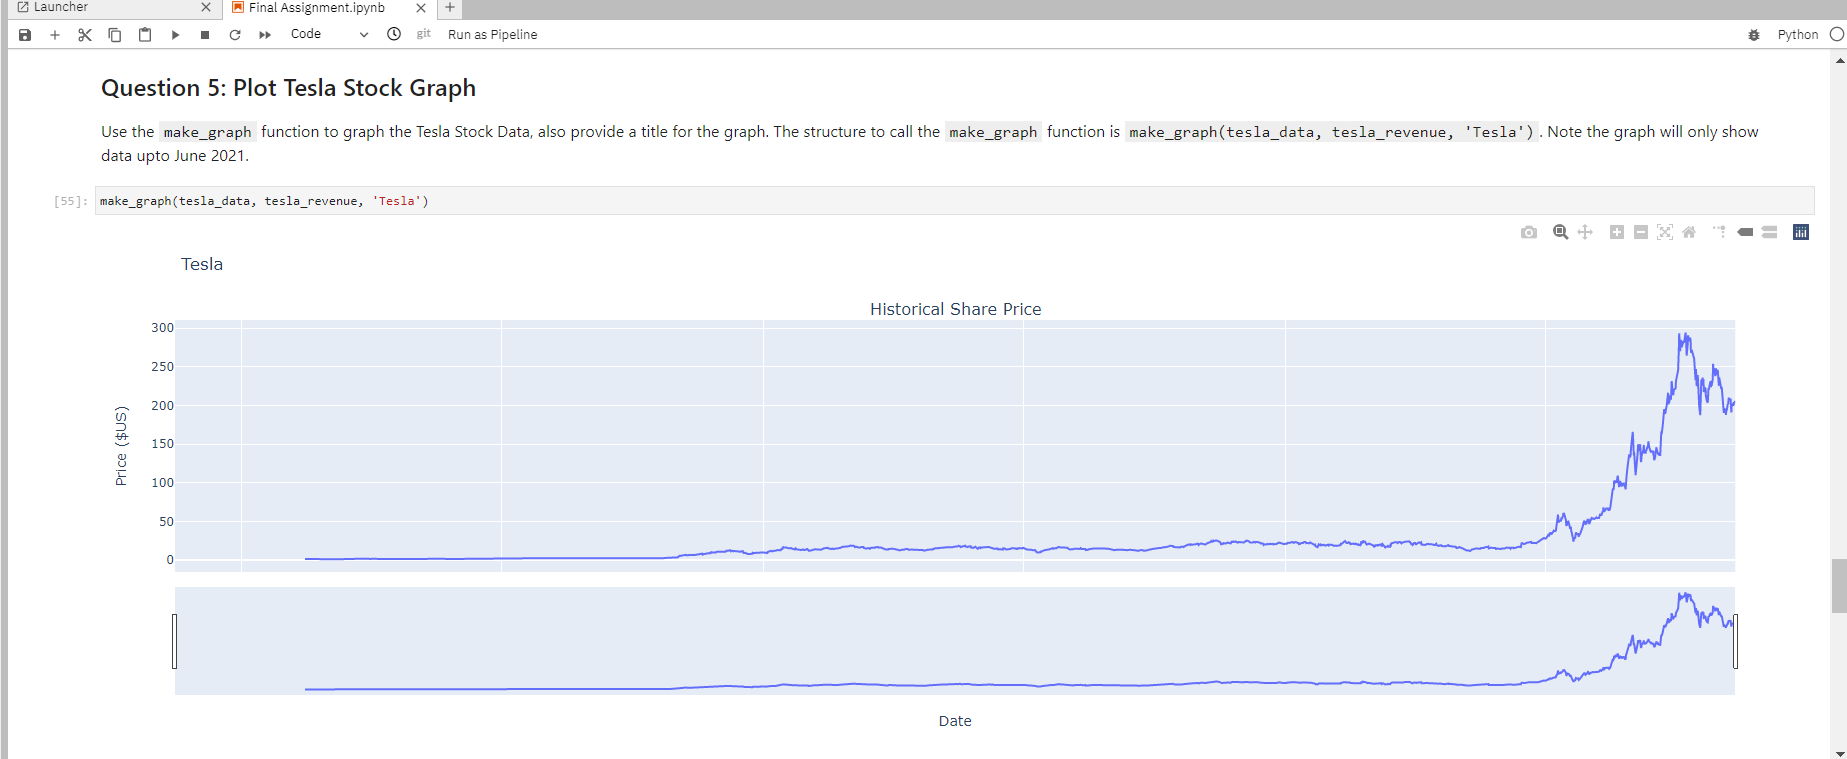 Launcher
Final Assignment.ipynb
Code
git
Run as Pipeline
Python
Question 5: Plot Tesla Stock Graph
Use the make_graph function to graph the Tesla Stock Data, also provide a title for the graph. The structure to call the make_graph function is make_graph(tesla_data, tesla_revenue, 'Tesla') . Note the graph will only show
data upto June 2021.
[55]: make_graph(tesla_data, tesla_revenue, 'Tesla')
Tesla
Historical Share Price
300
250
200
150
100
50
0
Price ($US)
Date